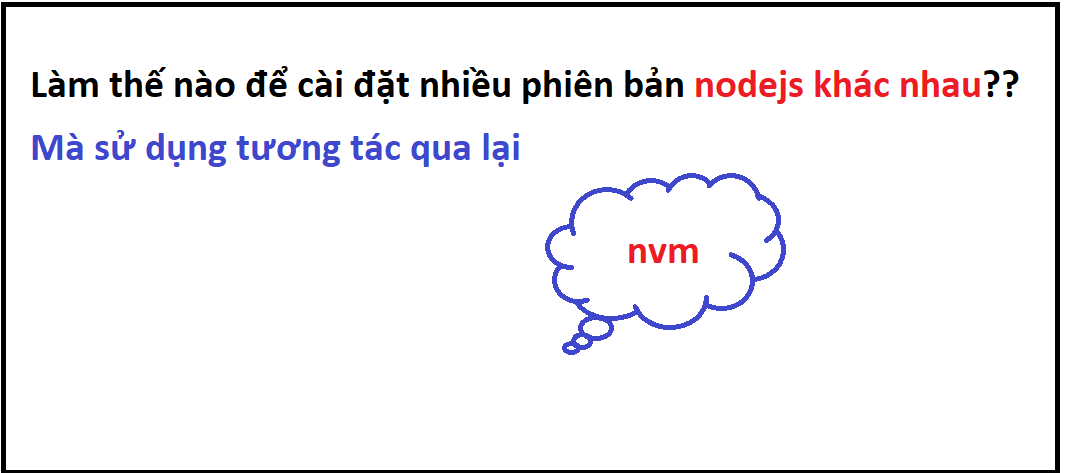 Làm thế nào để cài đặt nhiều phiên bản nodejs khác nhau??
Mà sử dụng tương tác qua lại
nvm